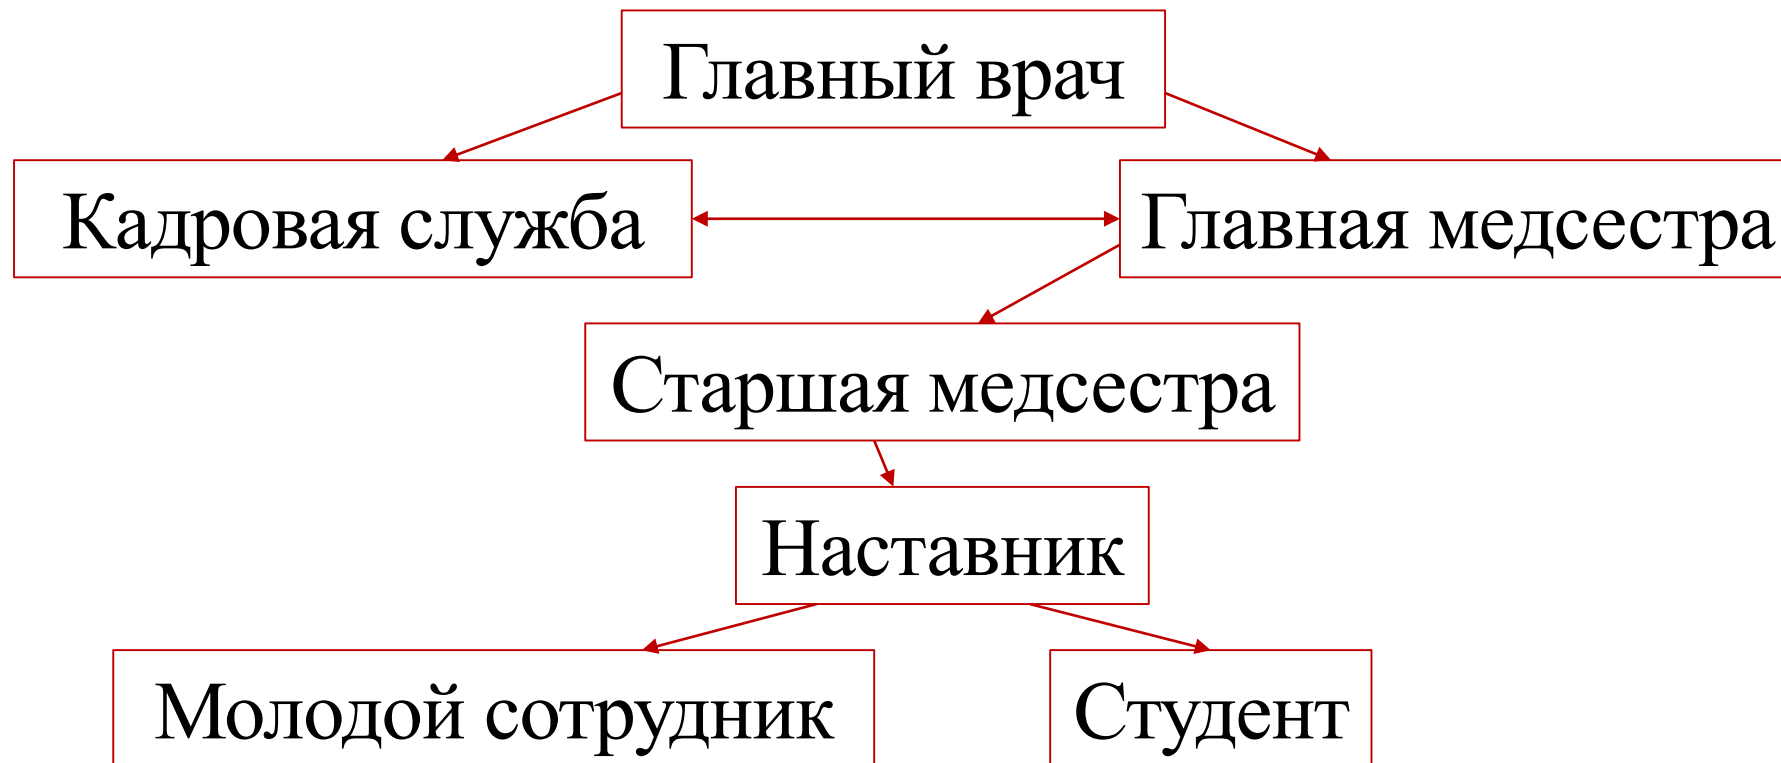 Главный врач
Кадровая служба
Главная медсестра
Старшая медсестра
Наставник
Молодой сотрудник
Студент